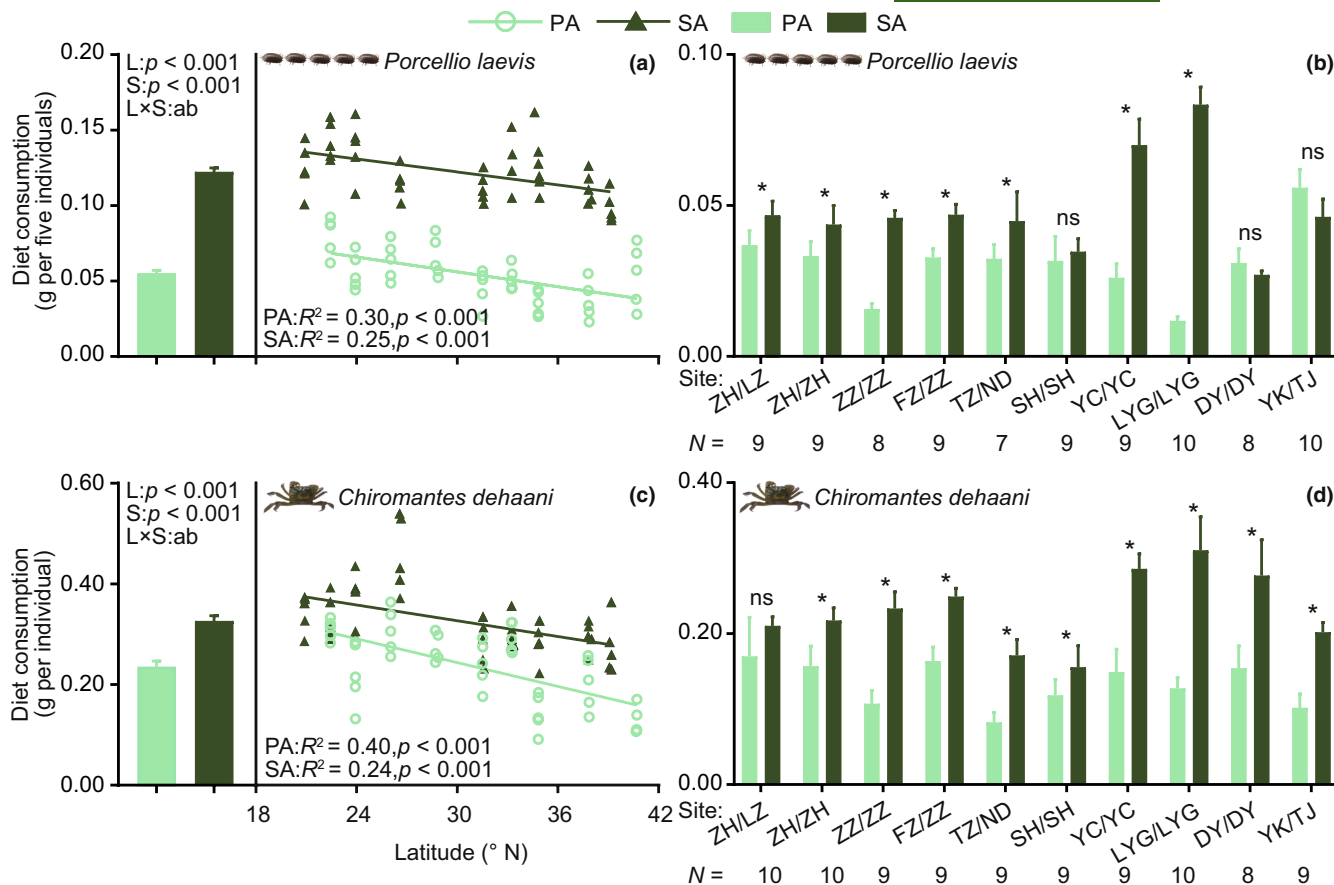 PA SA PA SA
0.20
0.15
0.10
0.05
0.00
Diet consumption
(g per five individuals)
L:p < 0.001
S:p < 0.001
L×S:ab
Porcellio laevis (a)
PA:R² = 0.30,p < 0.001
SA:R² = 0.25,p < 0.001
0.10
0.05
0.00
Porcellio laevis (b)
* * * * * ns * * ns ns
Site: ZH/LZ ZH/ZH ZZ/ZZ FZ/ZZ TZ/ND SH/SH YC/YC LYG/LYG DY/DY YK/TJ
N = 9 9 8 9 7 9 9 10 8 10
0.60
0.40
0.20
0.00
Diet consumption
(g per individual)
L:p < 0.001
S:p < 0.001
L×S:ab
Chiromantes dehaani (c)
PA:R² = 0.40,p < 0.001
SA:R² = 0.24,p < 0.001
18 24 30 36 42
Latitude (° N)
0.40
0.20
0.00
Chiromantes dehaani (d)
ns * * * * * * * * *
Site: ZH/LZ ZH/ZH ZZ/ZZ FZ/ZZ TZ/ND SH/SH YC/YC LYG/LYG DY/DY YK/TJ
N = 10 10 9 9 9 9 9 10 8 9